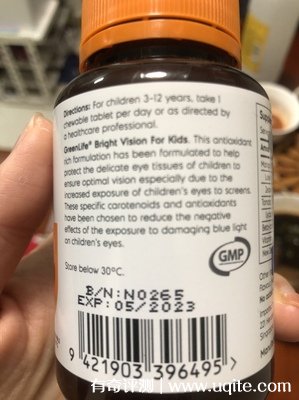 Directions: For children 3-12 years, take 1
chewable tablet per day or as directed by
a healthcare professional.
GreenLife® Bright Vision For Kids. This antioxidant
rich formulation has been formulated to help
protect the delicate eye tissues of children to
ensure optimal vision especially due to the
increased exposure of children's eyes to screens.
These specific carotenoids and antioxidants
have been chosen to reduce the negative
effects of the exposure to damaging blue light
on children's eyes.
GMP
Store below 30°C.
B/N:N0265
EXP:05/2023
9 421903 396495 >
www.uqite.com